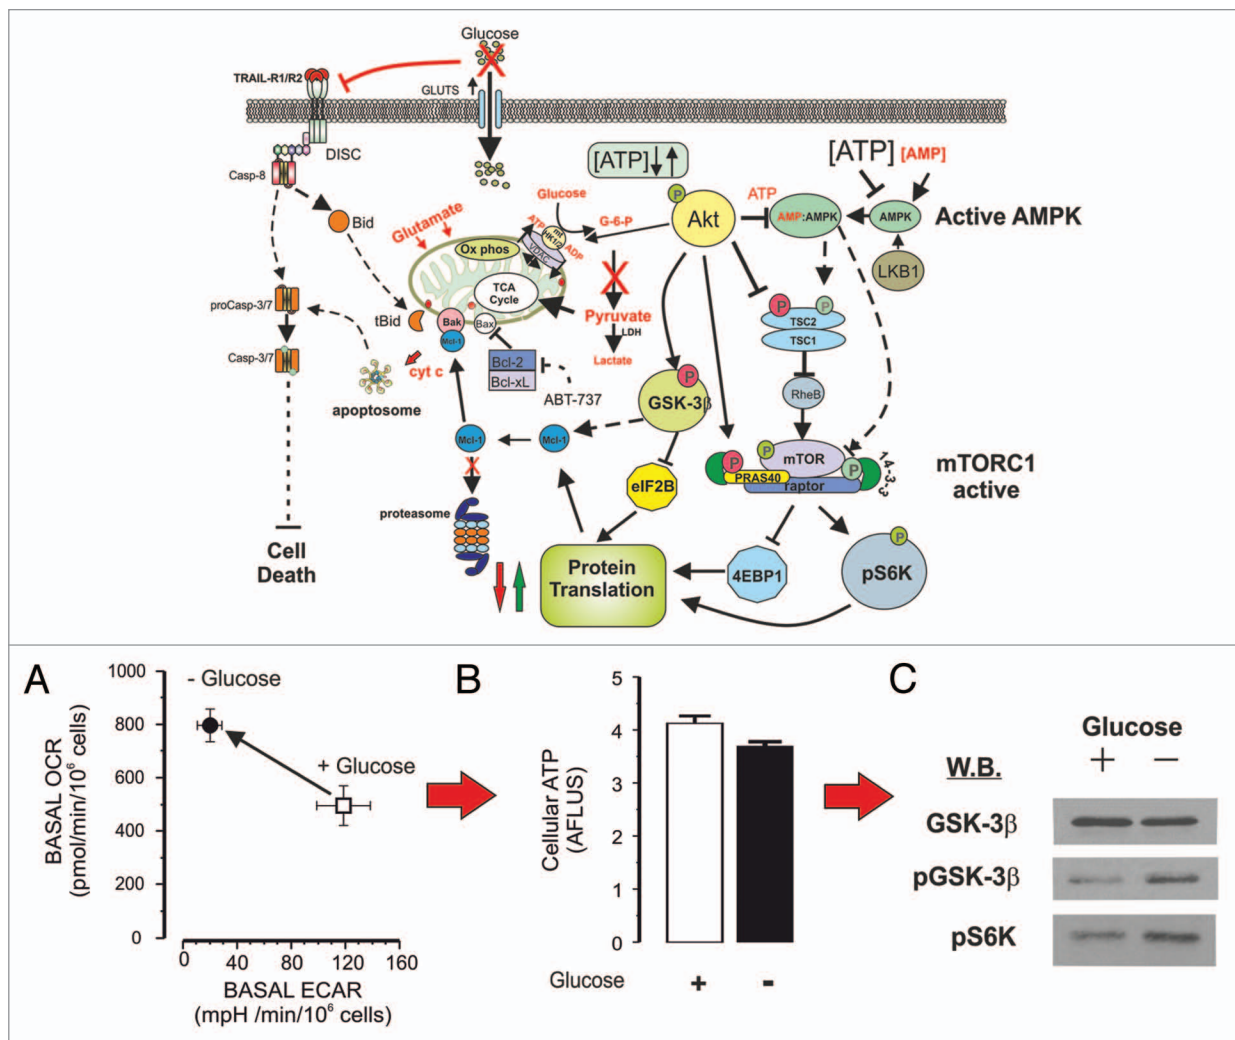 Glucose
TRAIL-R1/R2
GLUTS
DISC
Casp-8
Bid
[ATP]
[ATP] [AMP]
Glucose
G-6-P
P
Akt
ATP
AMP:AMPK
AMPK
Active AMPK
LKB1
Glutamate
Ox phos
ATP
mt
HK1/2
ADP
VDAC
TCA
Cycle
Pyruvate
LDH
Lactate
P
P
TSC2
TSC1
proCasp-3/7
tBid
Bak
Mcl-1
Bax
Casp-3/7
cyt c
Bcl-2
Bcl-xL
ABT-737
apoptosome
P
GSK-3β
RheB
Mcl-1
Mcl-1
P
mTOR
P
P
PRAS40
raptor
14-3-3
mTORC1
active
eIF2B
proteasome
Cell
Death
Protein
Translation
4EBP1
P
pS6K
A
1000
800
600
400
200
0
BASAL OCR
(pmol/min/10⁶ cells)
- Glucose
+ Glucose
0 40 80 120 160
BASAL ECAR
(mpH /min/10⁶ cells)
B
5
4
3
2
1
0
Cellular ATP
(AFLUS)
Glucose + -
C
Glucose
W.B. + −
GSK-3β
pGSK-3β
pS6K